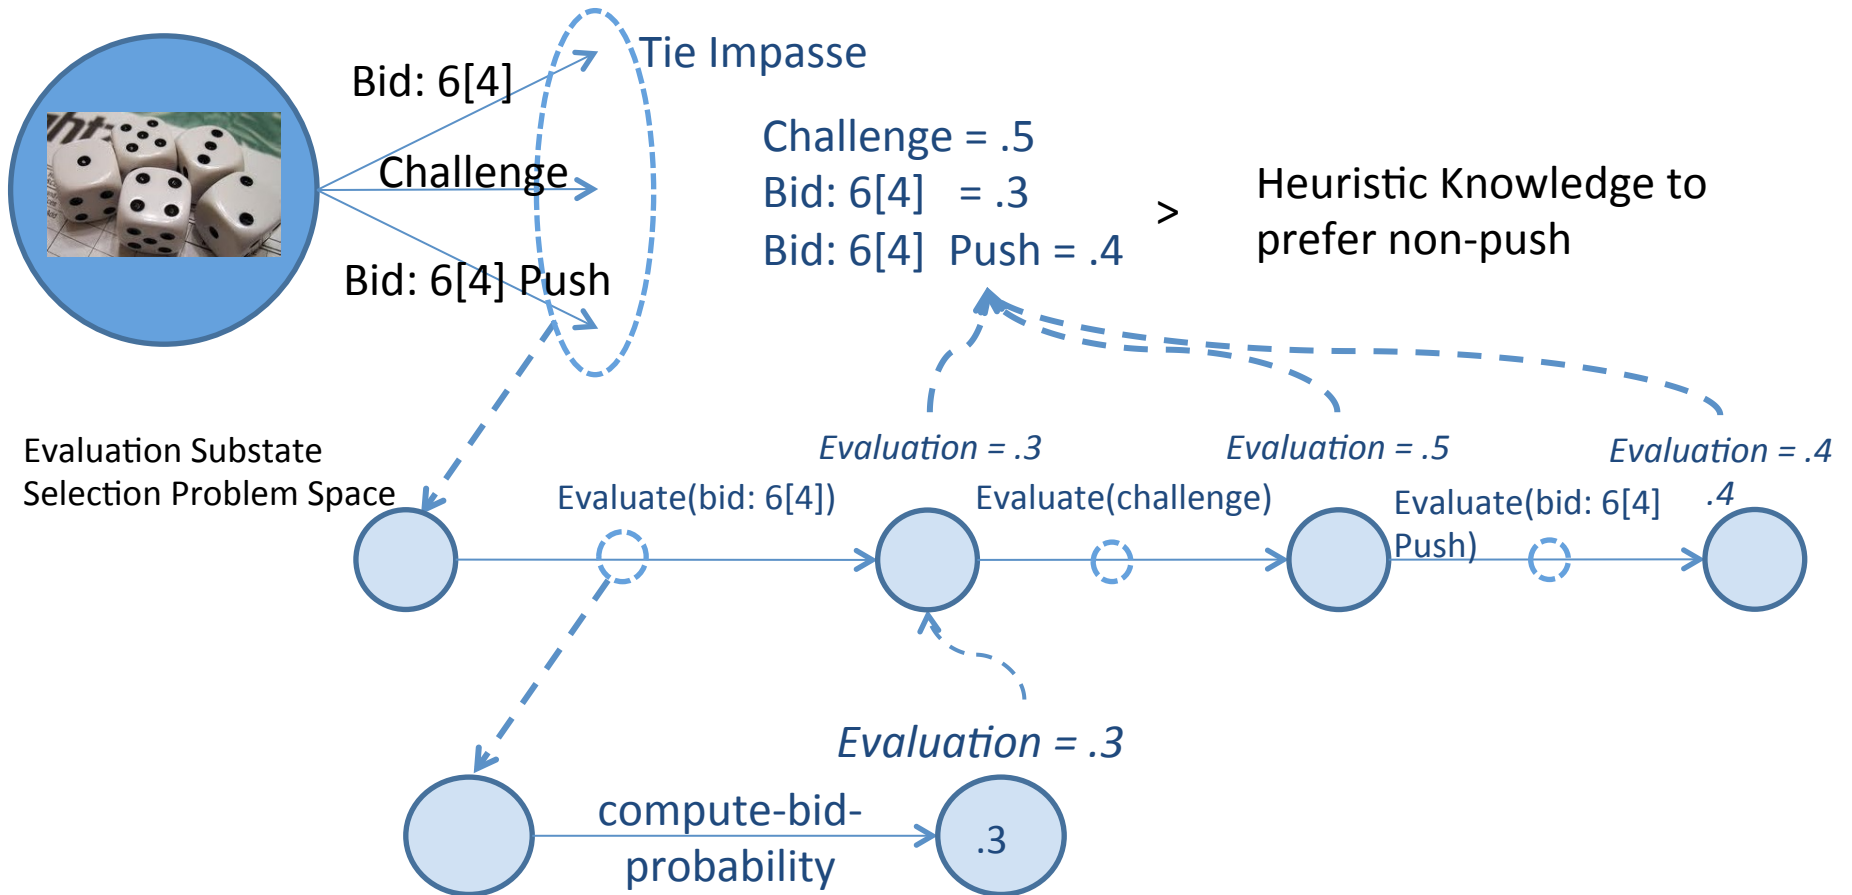 Tie Impasse
Bid: 6[4]
Challenge
Bid: 6[4] Push
Challenge = .5
Bid: 6[4] = .3
Bid: 6[4] Push = .4
>
Heuristic Knowledge to
prefer non-push
Evaluation Substate
Selection Problem Space
Evaluation = .3
Evaluation = .5
Evaluation = .4
.4
Evaluate(bid: 6[4])
Evaluate(challenge)
Evaluate(bid: 6[4]
Push)
Evaluation = .3
compute-bid-
probability
.3